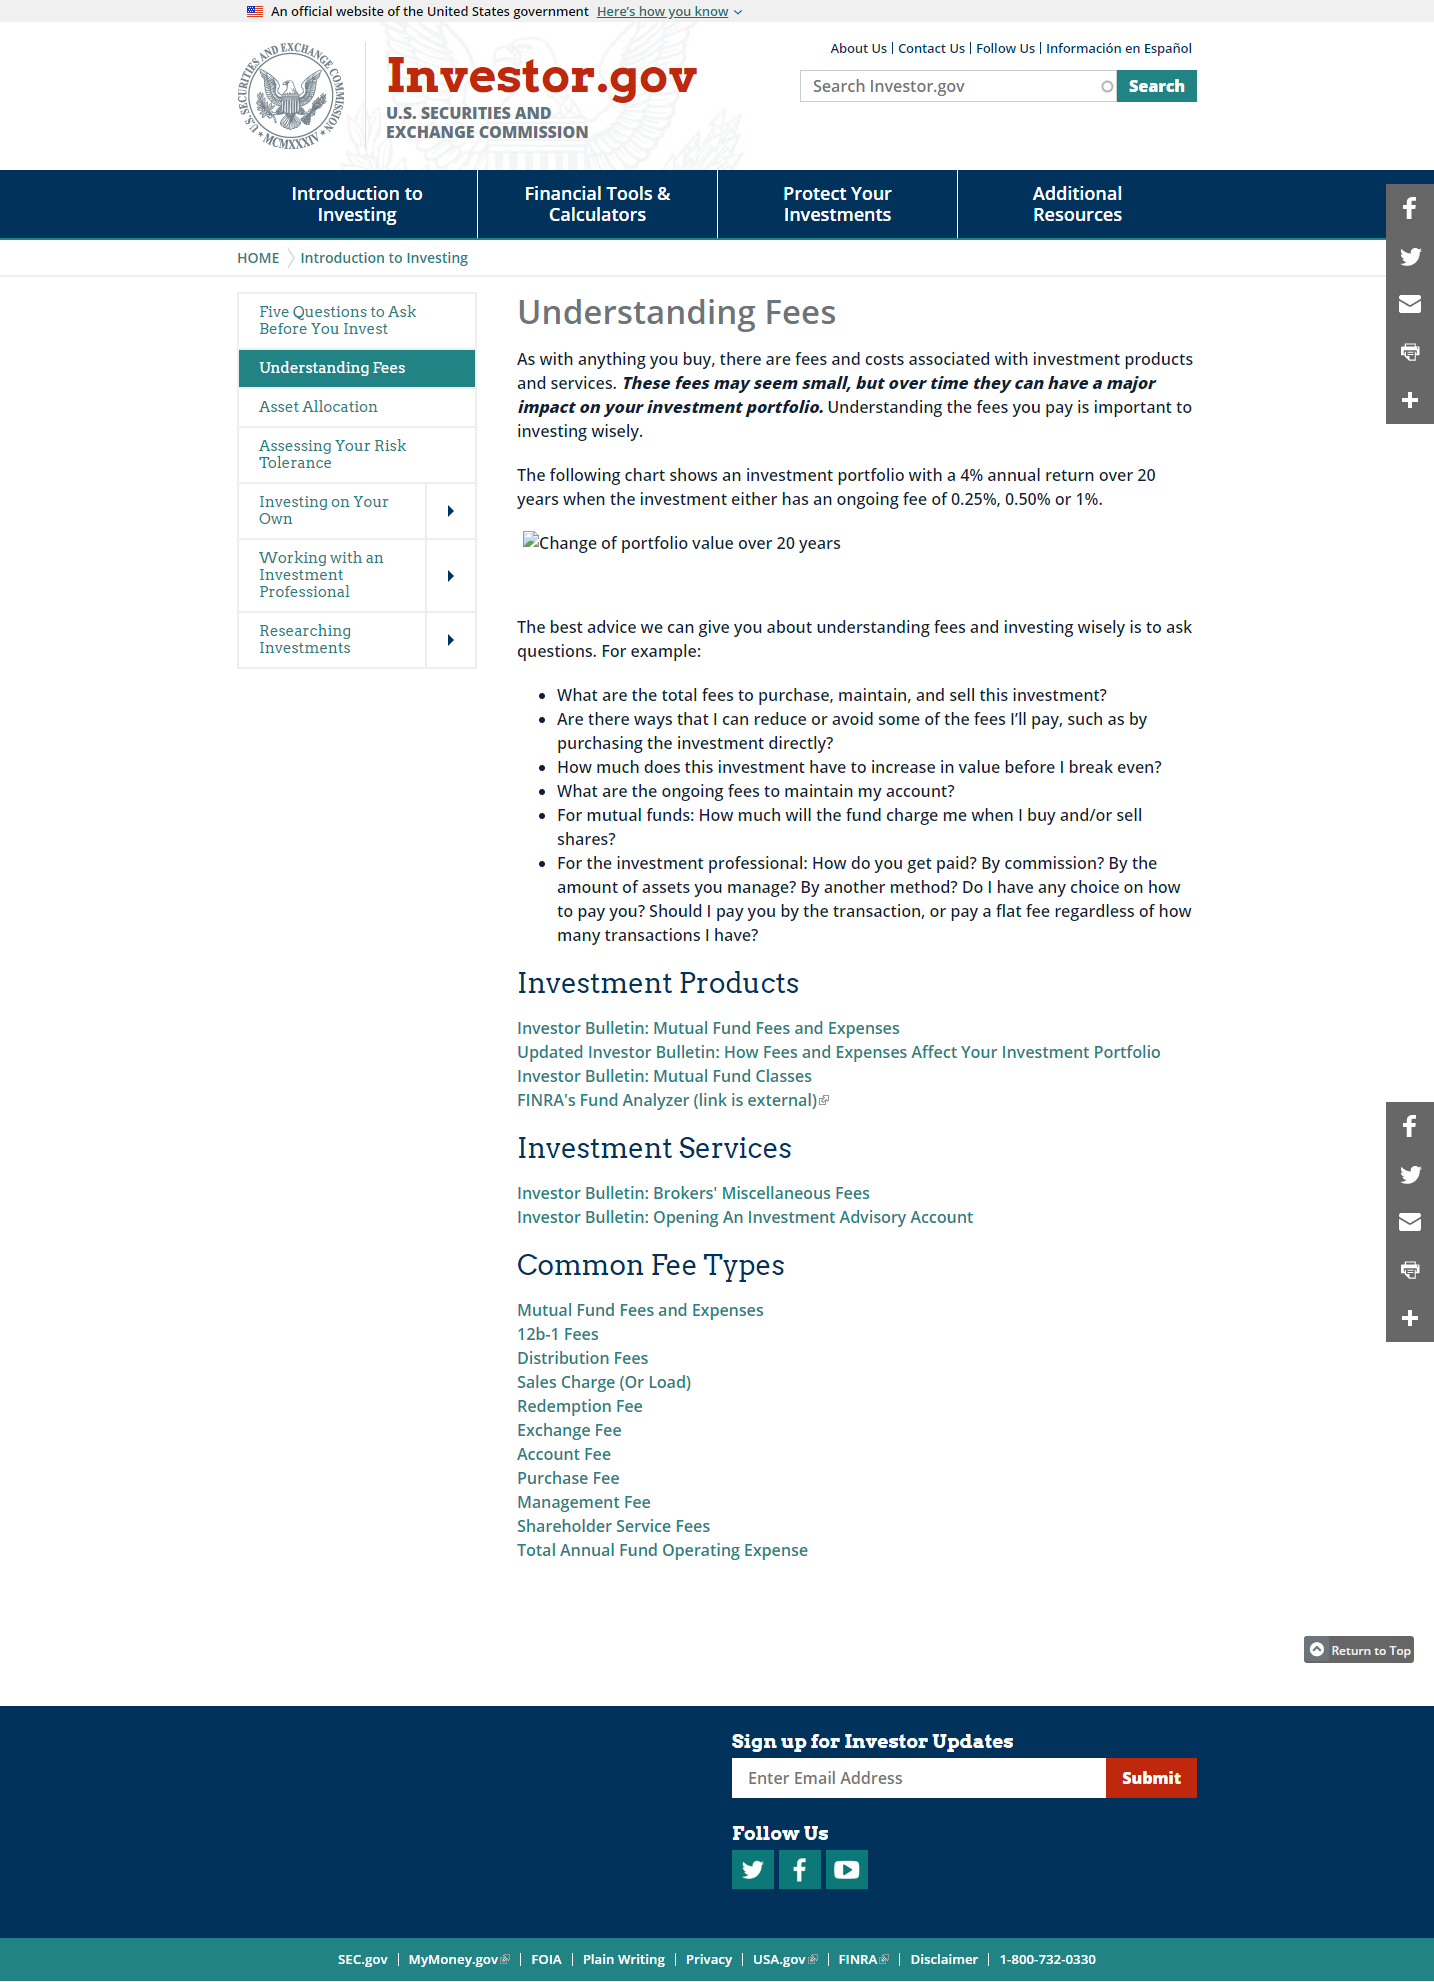 An official website of the United States government Here's how you know
About Us | Contact Us | Follow Us | Información en Español
U.S. SECURITIES AND EXCHANGE COMMISSION
MCMXXXIV
Investor.gov
U.S. SECURITIES AND
EXCHANGE COMMISSION
Search Investor.gov
Search
Introduction to
Investing
Financial Tools &
Calculators
Protect Your
Investments
Additional
Resources
HOME Introduction to Investing
Five Questions to Ask
Before You Invest
Understanding Fees
Asset Allocation
Assessing Your Risk
Tolerance
Investing on Your
Own
Working with an
Investment
Professional
Researching
Investments
Understanding Fees
As with anything you buy, there are fees and costs associated with investment products
and services. These fees may seem small, but over time they can have a major
impact on your investment portfolio. Understanding the fees you pay is important to
investing wisely.
The following chart shows an investment portfolio with a 4% annual return over 20
years when the investment either has an ongoing fee of 0.25%, 0.50% or 1%.
Change of portfolio value over 20 years
The best advice we can give you about understanding fees and investing wisely is to ask
questions. For example:
• What are the total fees to purchase, maintain, and sell this investment?
• Are there ways that I can reduce or avoid some of the fees I’ll pay, such as by
purchasing the investment directly?
• How much does this investment have to increase in value before I break even?
• What are the ongoing fees to maintain my account?
• For mutual funds: How much will the fund charge me when I buy and/or sell
shares?
• For the investment professional: How do you get paid? By commission? By the
amount of assets you manage? By another method? Do I have any choice on how
to pay you? Should I pay you by the transaction, or pay a flat fee regardless of how
many transactions I have?
Investment Products
Investor Bulletin: Mutual Fund Fees and Expenses
Updated Investor Bulletin: How Fees and Expenses Affect Your Investment Portfolio
Investor Bulletin: Mutual Fund Classes
FINRA's Fund Analyzer (link is external)
Investment Services
Investor Bulletin: Brokers' Miscellaneous Fees
Investor Bulletin: Opening An Investment Advisory Account
Common Fee Types
Mutual Fund Fees and Expenses
12b-1 Fees
Distribution Fees
Sales Charge (Or Load)
Redemption Fee
Exchange Fee
Account Fee
Purchase Fee
Management Fee
Shareholder Service Fees
Total Annual Fund Operating Expense
Return to Top
Sign up for Investor Updates
Enter Email Address
Submit
Follow Us
SEC.gov | MyMoney.gov | FOIA | Plain Writing | Privacy | USA.gov | FINRA | Disclaimer | 1-800-732-0330